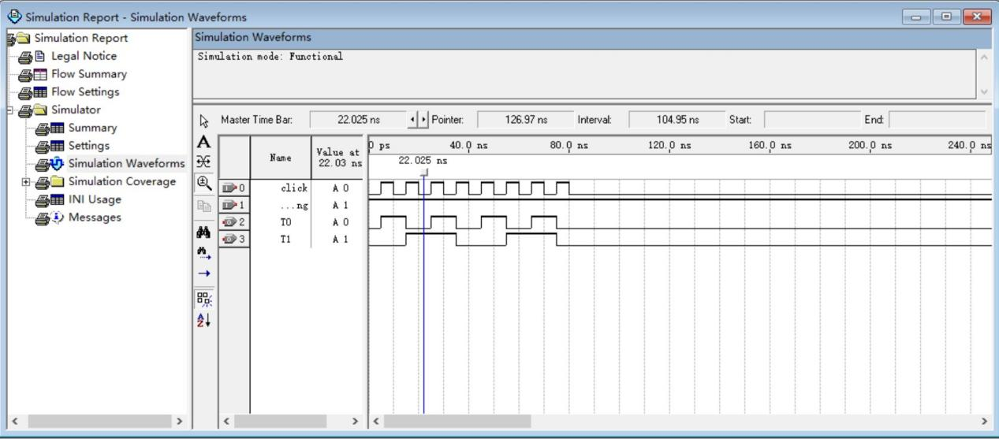 Simulation Report - Simulation Waveforms
Simulation Report
Legal Notice
Flow Summary
Flow Settings
Simulator
Summary
Settings
Simulation Waveforms
Simulation Coverage
INI Usage
Messages
Simulation Waveforms
Simulation mode: Functional
Master Time Bar: 22.025 ns Pointer: 126.97 ns Interval: 104.95 ns Start: End:
Name
Value at
22.03 ns
0 ps 40.0 ns 80.0 ns 120.0 ns 160.0 ns 200.0 ns 240.0 ns
22.025 ns
0 click A 0
1 ...ng A 1
2 T0 A 0
3 T1 A 1